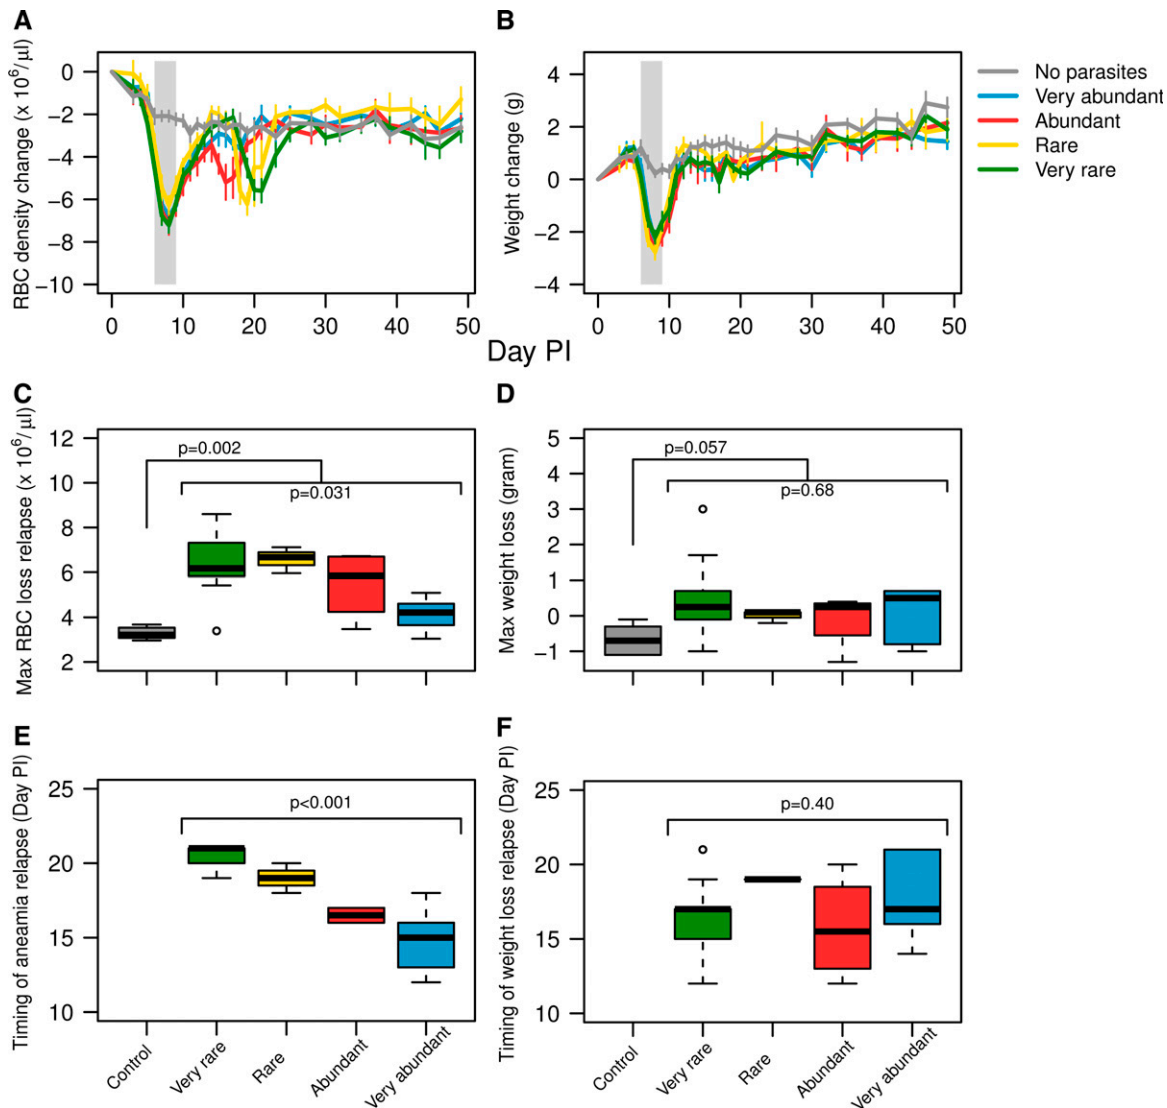 A
B
RBC density change (x 10⁶/µl)
0
−2
−4
−6
−8
−10
0 10 20 30 40 50
Weight change (g)
4
2
0
−2
−4
0 10 20 30 40 50
Day PI
No parasites
Very abundant
Abundant
Rare
Very rare
C
D
Max RBC loss relapse (x 10⁶/µl)
12
10
8
6
4
2
p=0.002
p=0.031
Max weight loss (gram)
5
4
3
2
1
0
−1
p=0.057
p=0.68
E
F
Timing of aneamia relapse (Day PI)
25
20
15
10
p<0.001
Control
Very rare
Rare
Abundant
Very abundant
Timing of weight loss relapse (Day PI)
25
20
15
10
p=0.40
Control
Very rare
Rare
Abundant
Very abundant